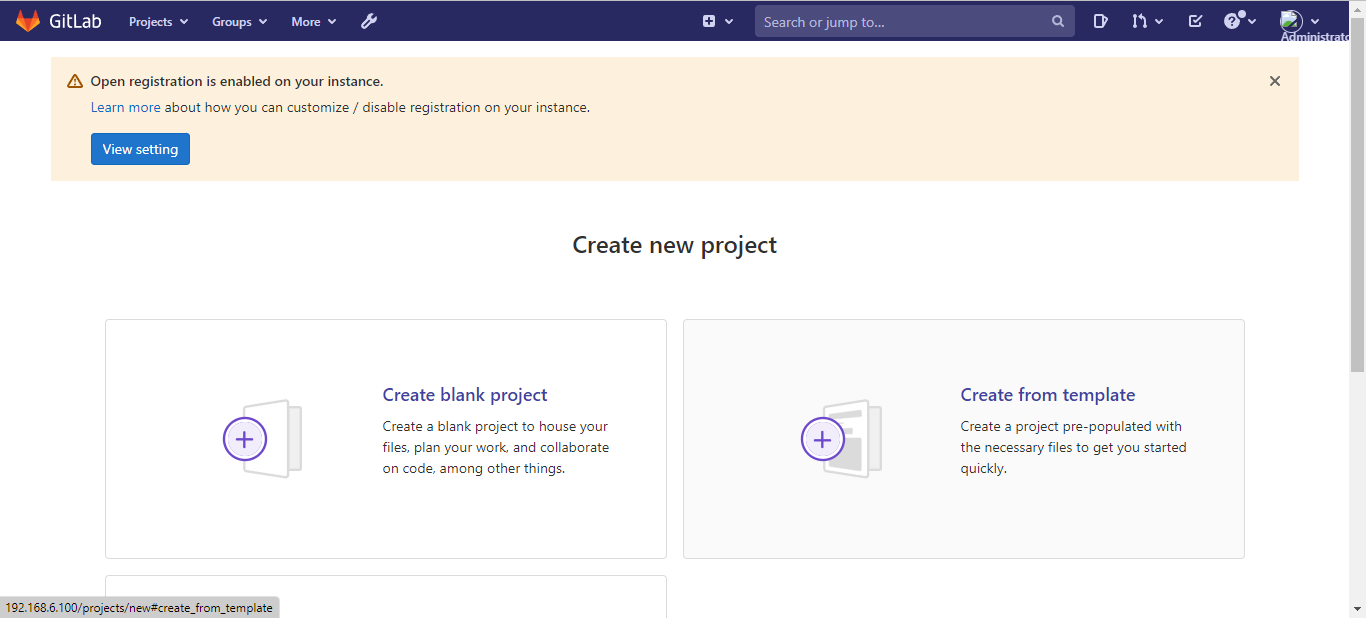 GitLab Projects Groups More Search or jump to...
Administrato
Open registration is enabled on your instance.
Learn more about how you can customize / disable registration on your instance.
View setting
Create new project
Create blank project
Create a blank project to house your
files, plan your work, and collaborate
on code, among other things.
Create from template
Create a project pre-populated with
the necessary files to get you started
quickly.
192.168.6.100/projects/new#create_from_template